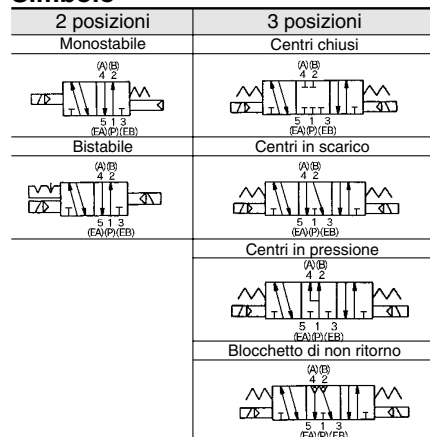 Simbolo
2 posizioni
3 posizioni
Monostabile
Centri chiusi
(A)(B)
4 2
5 1 3
(EA)(P)(EB)
(A)(B)
4 2
5 1 3
(EA)(P)(EB)
Bistabile
Centri in scarico
(A)(B)
4 2
5 1 3
(EA)(P)(EB)
(A)(B)
4 2
5 1 3
(EA)(P)(EB)
Centri in pressione
(A)(B)
4 2
5 1 3
(EA)(P)(EB)
Blocchetto di non ritorno
(A)(B)
4 2
5 1 3
(EA)(P)(EB)